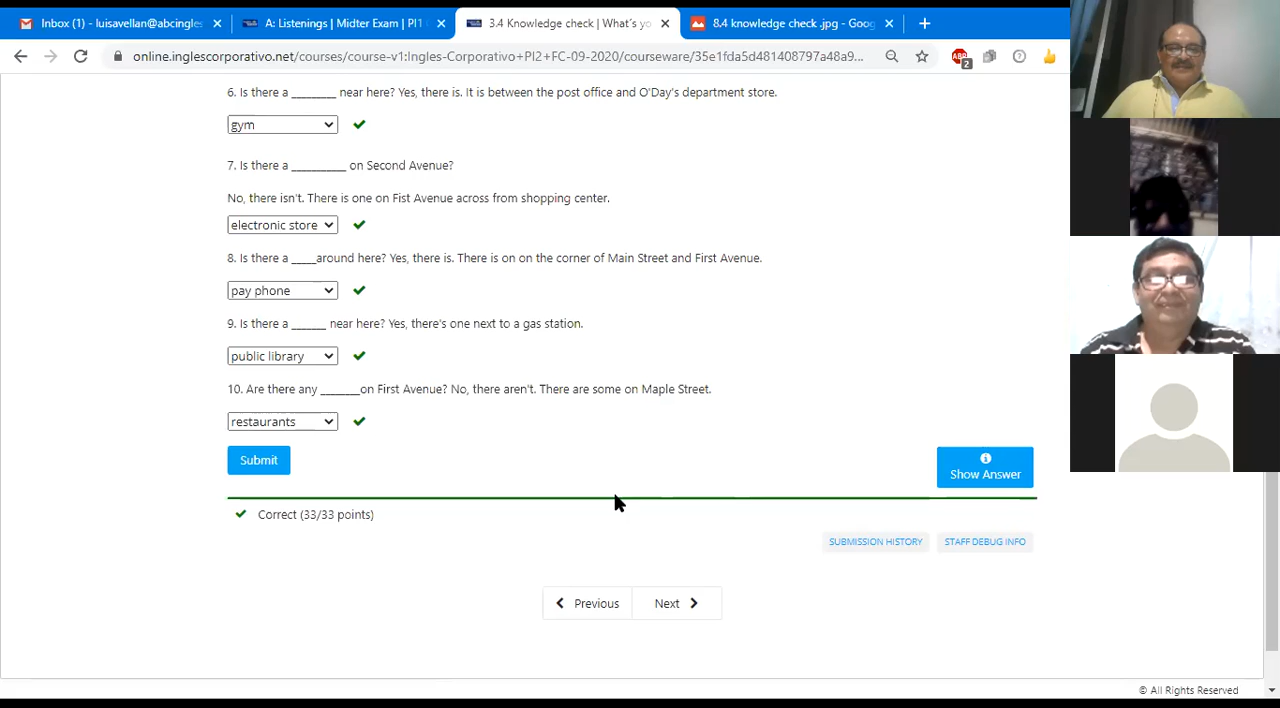 Inbox (1) - luisavellan@abcingles
A: Listenings | Midter Exam | PI1
3.4 Knowledge check | What's yo
8.4 knowledge check .jpg - Goog
online.inglescorporativo.net/courses/course-v1:Ingles-Corporativo+PI2+FC-09-2020/courseware/35e1fda5d481408797a48a9...
ABP
2
6. Is there a _________ near here? Yes, there is. It is between the post office and O'Day's department store.
gym
7. Is there a ___________ on Second Avenue?
No, there isn't. There is one on Fist Avenue across from shopping center.
electronic store
8. Is there a _____around here? Yes, there is. There is on on the corner of Main Street and First Avenue.
pay phone
9. Is there a _______ near here? Yes, there's one next to a gas station.
public library
10. Are there any ________on First Avenue? No, there aren't. There are some on Maple Street.
restaurants
Submit
Show Answer
Correct (33/33 points)
SUBMISSION HISTORY
STAFF DEBUG INFO
Previous
Next
© All Rights Reserved